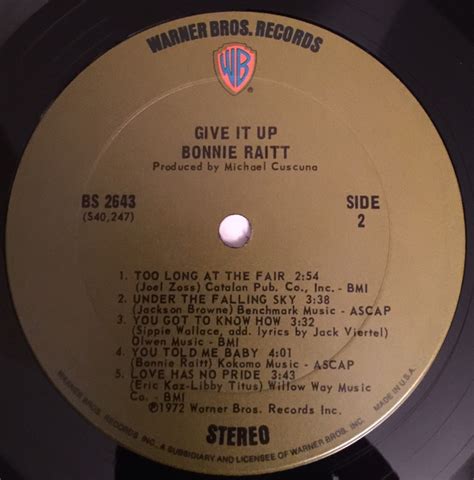 WARNER BROS. RECORDS
WB
GIVE IT UP
BONNIE RAITT
Produced by Michael Cuscuna
BS 2643
(S40,247)
SIDE
2
1. TOO LONG AT THE FAIR 2:54
(Joel Zoss) Catalan Pub. Co., Inc. - BMI
2. UNDER THE FALLING SKY 3:38
(Jackson Browne) Benchmark Music - ASCAP
3. YOU GOT TO KNOW HOW 3:32
(Sippie Wallace, add. lyrics by Jack Viertel)
Olwen Music - BMI
4. YOU TOLD ME BABY 4:01
(Bonnie Raitt) Kokomo Music - ASCAP
5. LOVE HAS NO PRIDE 3:43
(Eric Kaz-Libby Titus) Willow Way Music
Co. - BMI
©1972 Warner Bros. Records Inc.
STEREO
WARNER BROS. RECORDS INC., A SUBSIDIARY AND LICENSEE OF WARNER BROS. INC.
MADE IN U.S.A.